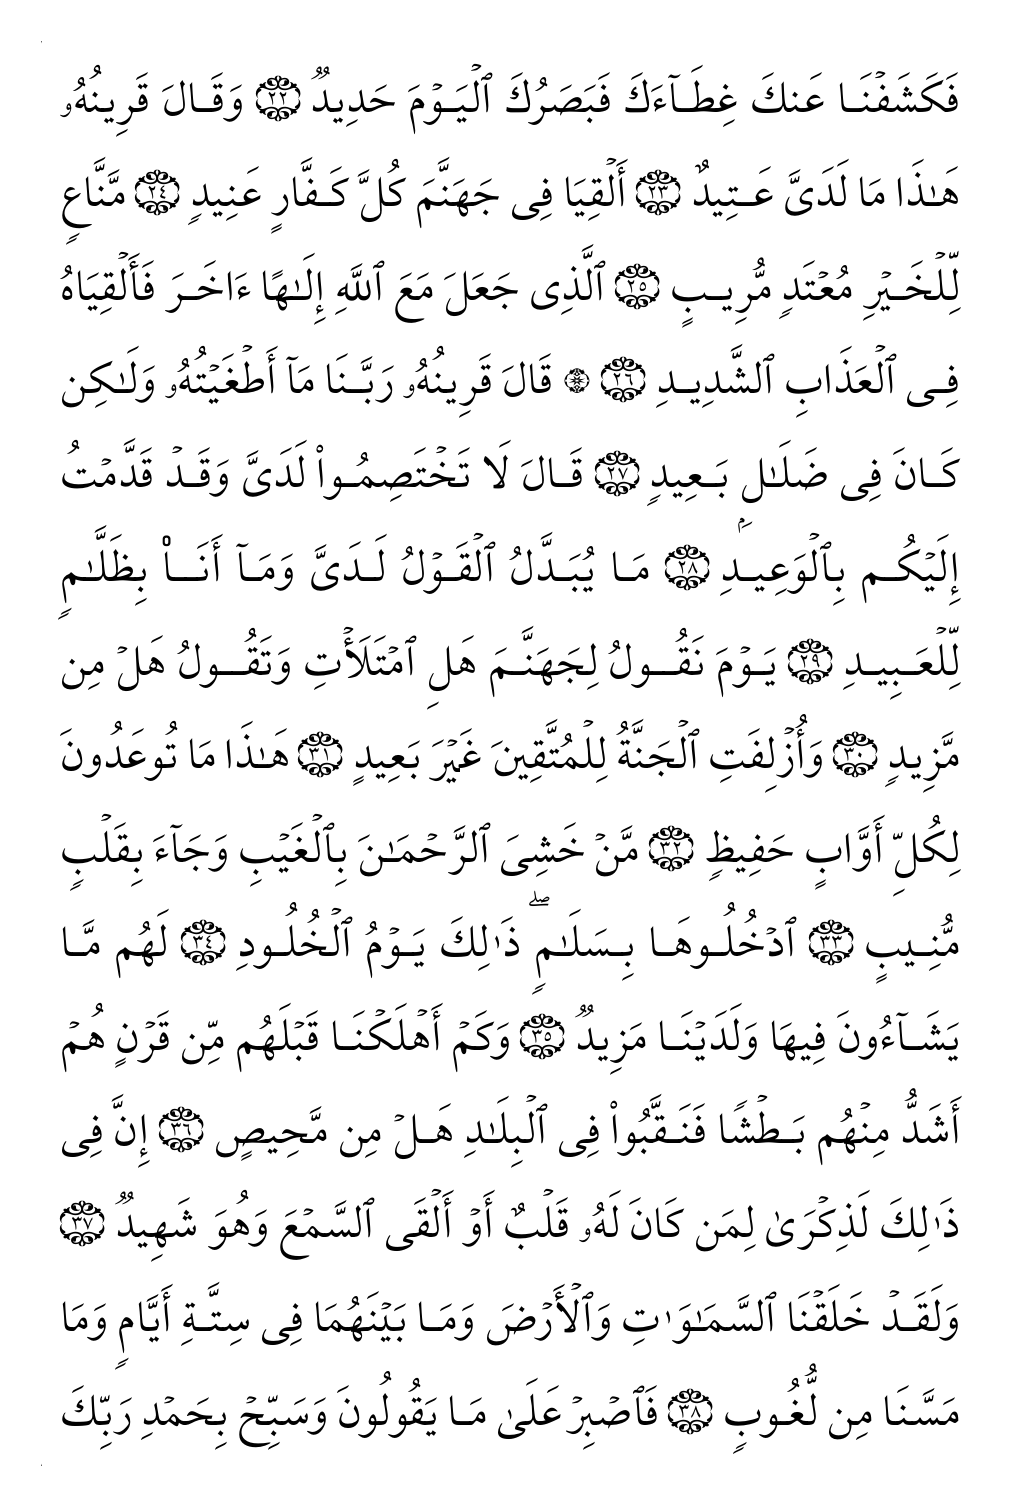 فَكَشَفۡنَا عَنكَ غِطَآءَكَ فَبَصَرُكَ ٱلۡيَوۡمَ حَدِيدٞ ٢٢ وَقَالَ قَرِينُهُۥ
هَٰذَا مَا لَدَيَّ عَتِيدٌ ٢٣ أَلۡقِيَا فِي جَهَنَّمَ كُلَّ كَفَّارٍ عَنِيدٖ ٢٤ مَّنَّاعٖ
لِّلۡخَيۡرِ مُعۡتَدٖ مُّرِيبٍ ٢٥ ٱلَّذِي جَعَلَ مَعَ ٱللَّهِ إِلَٰهًا ءَاخَرَ فَأَلۡقِيَاهُ
فِي ٱلۡعَذَابِ ٱلشَّدِيدِ ٢٦ ۞ قَالَ قَرِينُهُۥ رَبَّنَا مَآ أَطۡغَيۡتُهُۥ وَلَٰكِن
كَانَ فِي ضَلَٰلِۭ بَعِيدٖ ٢٧ قَالَ لَا تَخۡتَصِمُواْ لَدَيَّ وَقَدۡ قَدَّمۡتُ
إِلَيۡكُم بِٱلۡوَعِيدِ ٢٨ مَا يُبَدَّلُ ٱلۡقَوۡلُ لَدَيَّ وَمَآ أَنَا۠ بِظَلَّٰمٖ
لِّلۡعَبِيدِ ٢٩ يَوۡمَ نَقُولُ لِجَهَنَّمَ هَلِ ٱمۡتَلَأۡتِ وَتَقُولُ هَلۡ مِن
مَّزِيدٖ ٣٠ وَأُزۡلِفَتِ ٱلۡجَنَّةُ لِلۡمُتَّقِينَ غَيۡرَ بَعِيدٍ ٣١ هَٰذَا مَا تُوعَدُونَ
لِكُلِّ أَوَّابٍ حَفِيظٖ ٣٢ مَّنۡ خَشِيَ ٱلرَّحۡمَٰنَ بِٱلۡغَيۡبِ وَجَآءَ بِقَلۡبٖ
مُّنِيبٍ ٣٣ ٱدۡخُلُوهَا بِسَلَٰمٖۖ ذَٰلِكَ يَوۡمُ ٱلۡخُلُودِ ٣٤ لَهُم مَّا
يَشَآءُونَ فِيهَا وَلَدَيۡنَا مَزِيدٞ ٣٥ وَكَمۡ أَهۡلَكۡنَا قَبۡلَهُم مِّن قَرۡنٍ هُمۡ
أَشَدُّ مِنۡهُم بَطۡشٗا فَنَقَّبُواْ فِي ٱلۡبِلَٰدِ هَلۡ مِن مَّحِيصٍ ٣٦ إِنَّ فِي
ذَٰلِكَ لَذِكۡرَىٰ لِمَن كَانَ لَهُۥ قَلۡبٌ أَوۡ أَلۡقَى ٱلسَّمۡعَ وَهُوَ شَهِيدٞ ٣٧
وَلَقَدۡ خَلَقۡنَا ٱلسَّمَٰوَٰتِ وَٱلۡأَرۡضَ وَمَا بَيۡنَهُمَا فِي سِتَّةِ أَيَّامٖ وَمَا
مَسَّنَا مِن لُّغُوبٖ ٣٨ فَٱصۡبِرۡ عَلَىٰ مَا يَقُولُونَ وَسَبِّحۡ بِحَمۡدِ رَبِّكَ